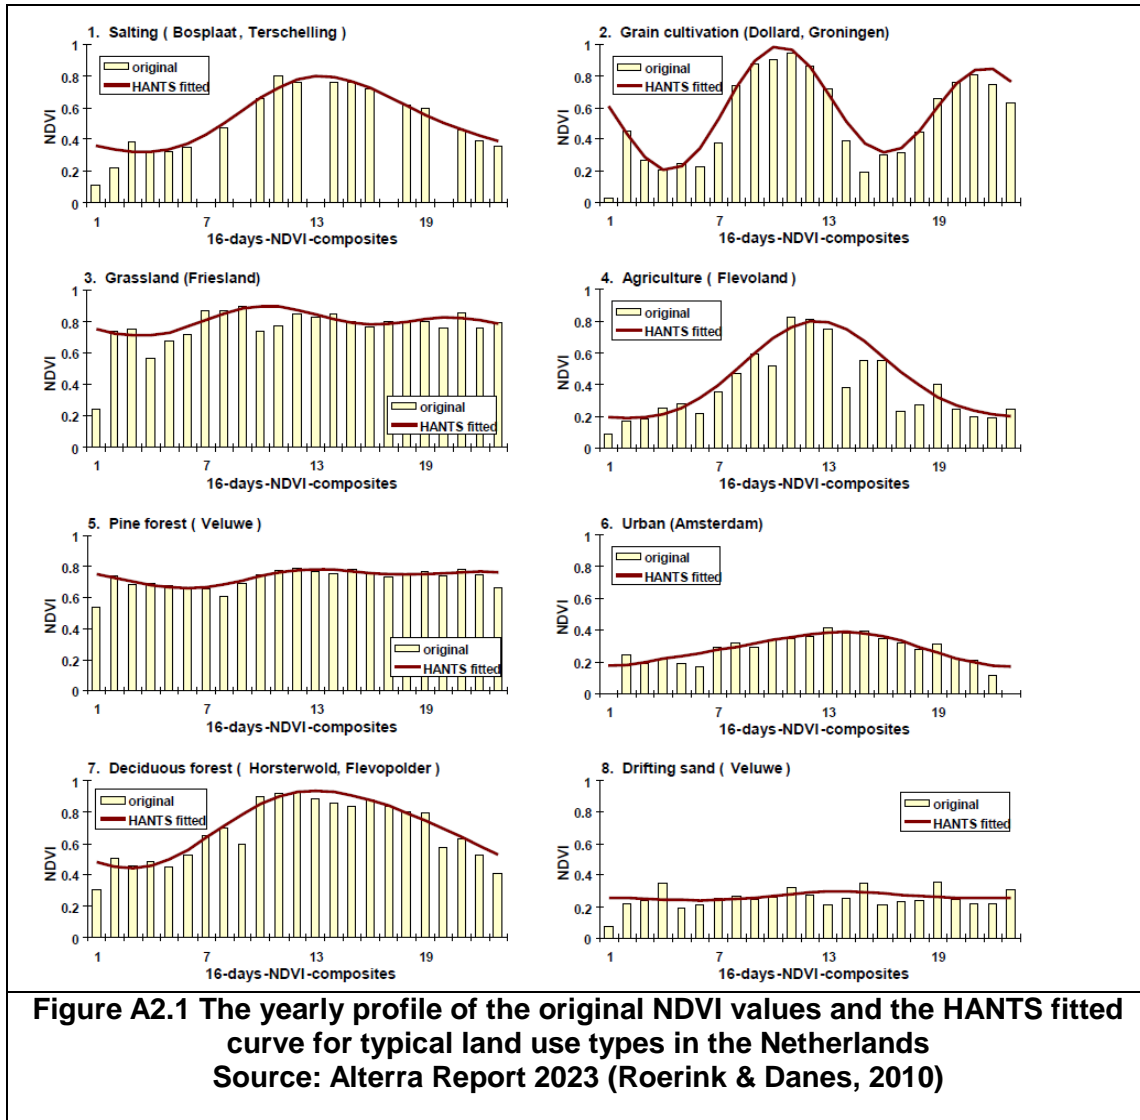 1. Salting ( Bosplaat, Terschelling )
1
0.8
0.6
0.4
0.2
0
NDVI
original
HANTS fitted
1 7 13 19
16-days-NDVI-composites
2. Grain cultivation (Dollard, Groningen)
1
0.8
0.6
0.4
0.2
0
NDVI
original
HANTS fitted
1 7 13 19
16-days-NDVI-composites
3. Grassland (Friesland)
1
0.8
0.6
0.4
0.2
0
NDVI
original
HANTS fitted
1 7 13 19
16-days-NDVI-composites
4. Agriculture ( Flevoland )
1
0.8
0.6
0.4
0.2
0
NDVI
original
HANTS fitted
1 7 13 19
16-days-NDVI-composites
5. Pine forest ( Veluwe )
1
0.8
0.6
0.4
0.2
0
NDVI
original
HANTS fitted
1 7 13 19
16-days-NDVI-composites
6. Urban (Amsterdam)
1
0.8
0.6
0.4
0.2
0
NDVI
original
HANTS fitted
1 7 13 19
16-days-NDVI-composites
7. Deciduous forest ( Horsterwold, Flevopolder )
1
0.8
0.6
0.4
0.2
0
NDVI
original
HANTS fitted
1 7 13 19
16-days-NDVI-composites
8. Drifting sand ( Veluwe )
1
0.8
0.6
0.4
0.2
0
NDVI
original
HANTS fitted
1 7 13 19
16-days-NDVI-composites
Figure A2.1 The yearly profile of the original NDVI values and the HANTS fitted
curve for typical land use types in the Netherlands
Source: Alterra Report 2023 (Roerink & Danes, 2010)